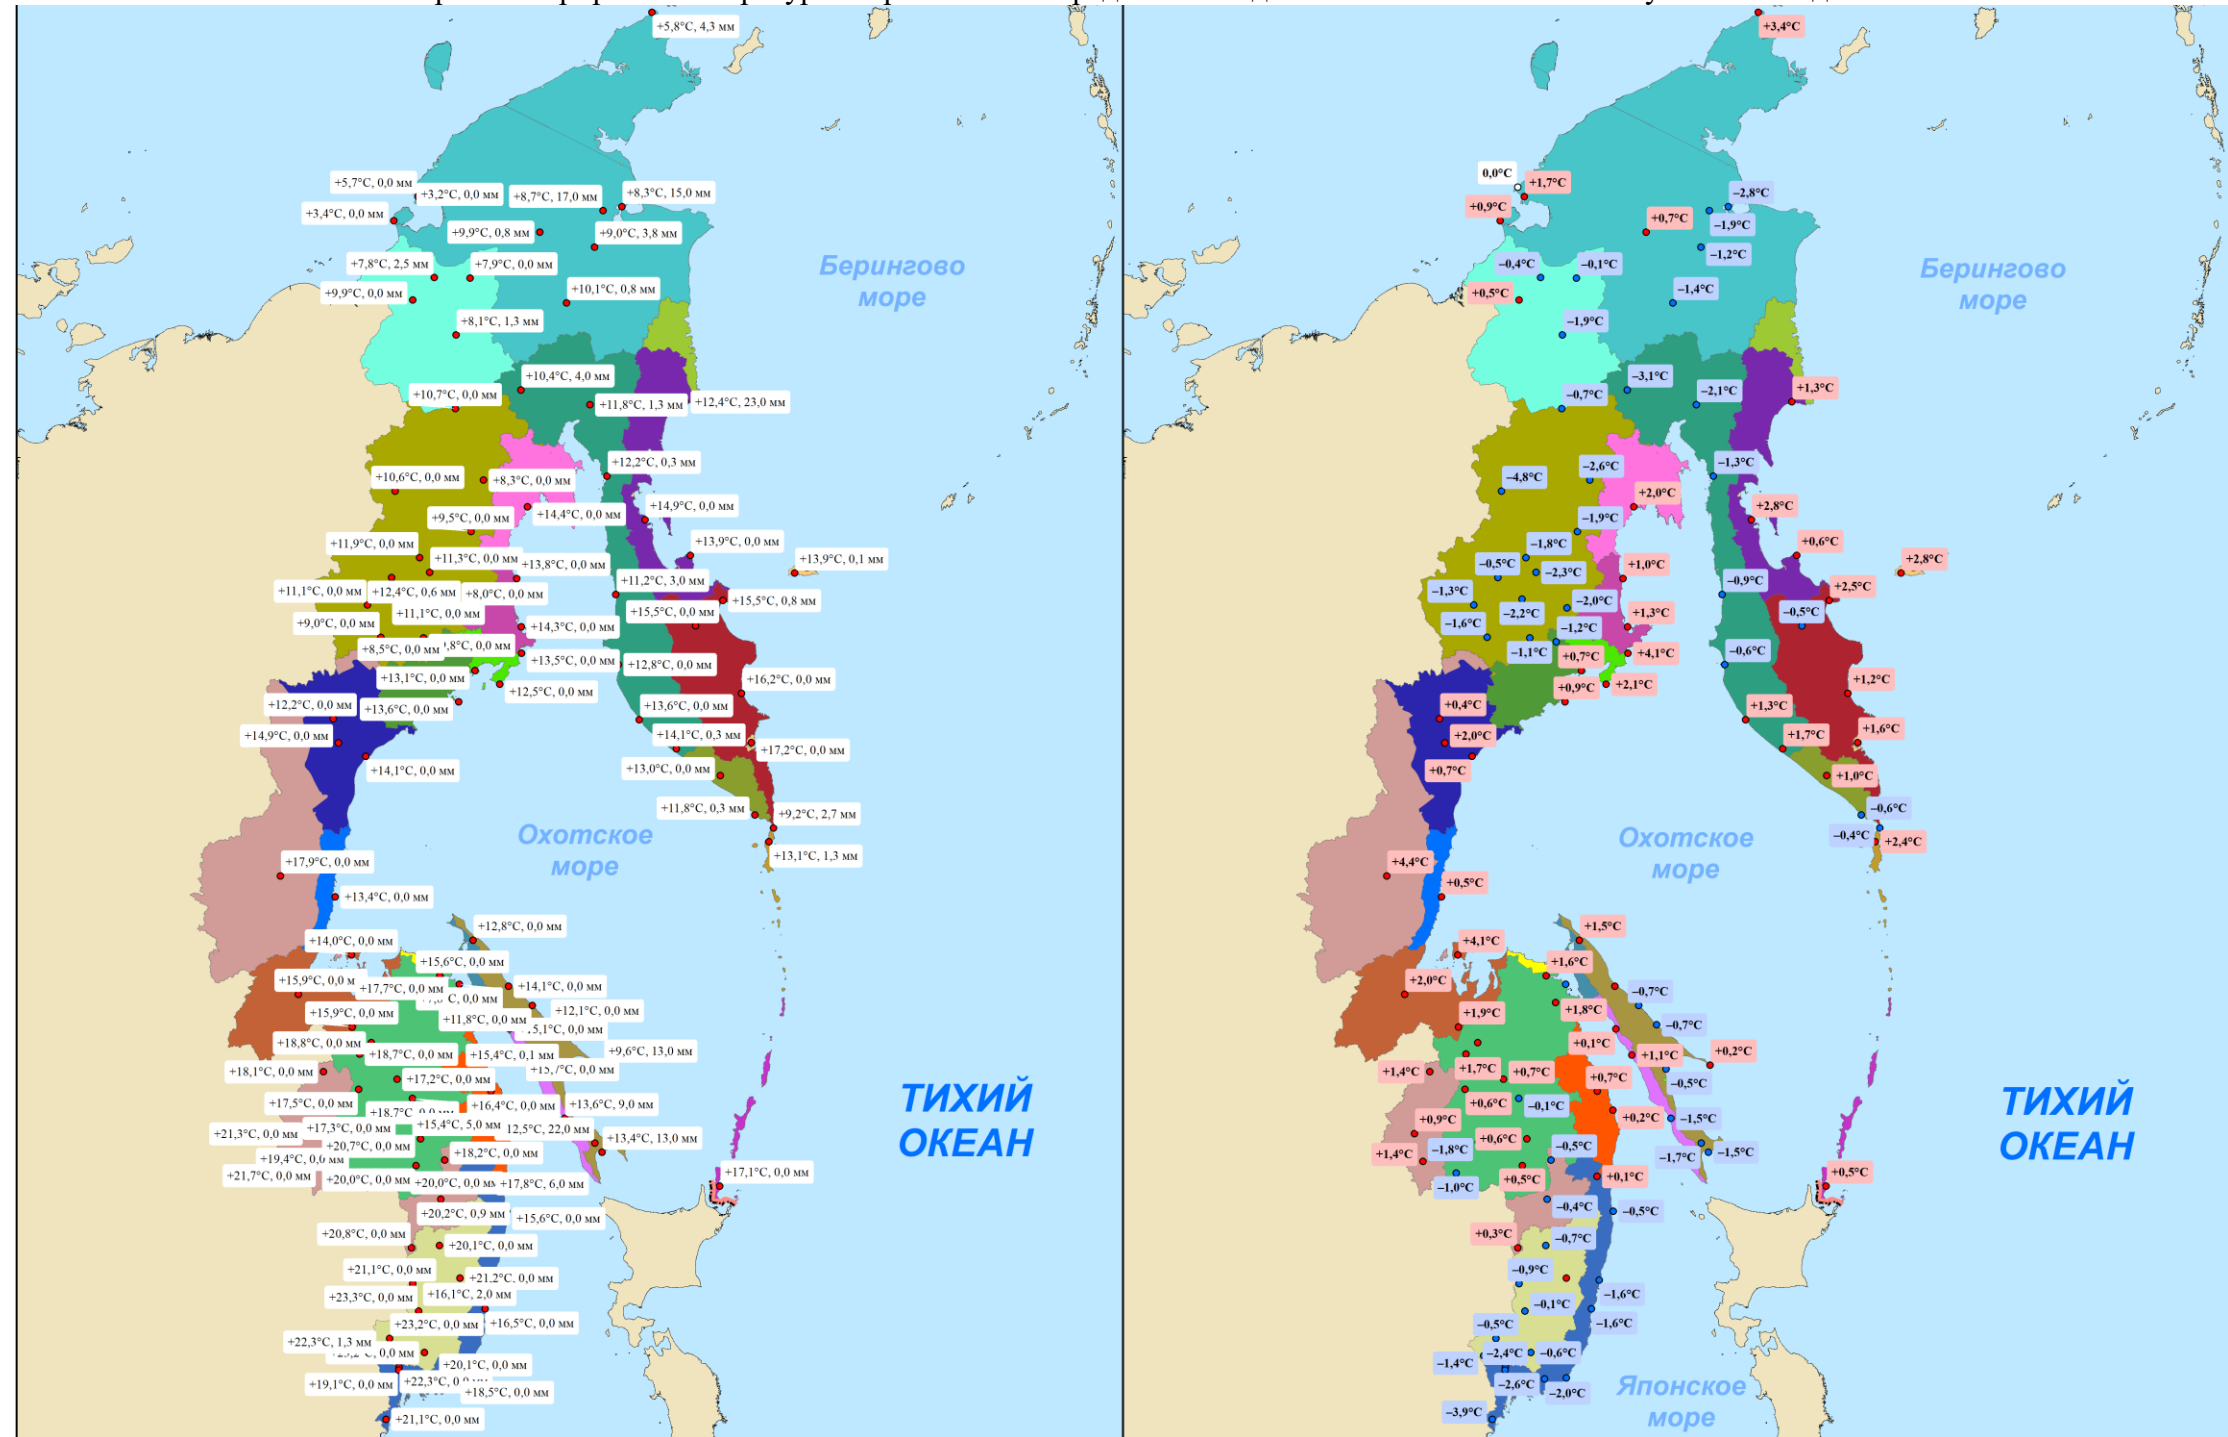 +5,8°C, 4,3 мм
+5,7°C, 0,0 мм
+3,2°C, 0,0 мм
+8,7°C, 17,0 мм
+8,3°C, 15,0 мм
+3,4°C, 0,0 мм
+9,9°C, 0,8 мм
+9,0°C, 3,8 мм
+7,8°C, 2,5 мм
+7,9°C, 0,0 мм
+9,9°C, 0,0 мм
+10,1°C, 0,8 мм
+8,1°C, 1,3 мм
Берингово
море
+10,4°C, 4,0 мм
+10,7°C, 0,0 мм
+11,8°C, 1,3 мм
+12,4°C, 23,0 мм
+12,2°C, 0,3 мм
+10,6°C, 0,0 мм
+8,3°C, 0,0 мм
+14,9°C, 0,0 мм
+9,5°C, 0,0 мм
+14,4°C, 0,0 мм
+11,9°C, 0,0 мм
+11,3°C, 0,0 мм
+13,8°C, 0,0 мм
+13,9°C, 0,0 мм
+13,9°C, 0,1 мм
+11,1°C, 0,0 мм
+12,4°C, 0,6 мм
+8,0°C, 0,0 мм
+11,2°C, 3,0 мм
+15,5°C, 0,8 мм
+11,1°C, 0,0 мм
+15,5°C, 0,0 мм
+9,0°C, 0,0 мм
+14,3°C, 0,0 мм
+8,5°C, 0,0 мм
,8°C, 0,0 мм
+13,5°C, 0,0 мм
+12,8°C, 0,0 мм
+13,1°C, 0,0 мм
+12,5°C, 0,0 мм
+16,2°C, 0,0 мм
+12,2°C, 0,0 мм
+13,6°C, 0,0 мм
+13,6°C, 0,0 мм
+14,9°C, 0,0 мм
+14,1°C, 0,3 мм
+17,2°C, 0,0 мм
+14,1°C, 0,0 мм
+13,0°C, 0,0 мм
+11,8°C, 0,3 мм
+9,2°C, 2,7 мм
Охотское
море
+13,1°C, 1,3 мм
+17,9°C, 0,0 мм
+13,4°C, 0,0 мм
+12,8°C, 0,0 мм
+14,0°C, 0,0 мм
+15,6°C, 0,0 мм
+15,9°C, 0,0 м
+17,7°C, 0,0 мм
+14,1°C, 0,0 мм
°C, 0,0 мм
+12,1°C, 0,0 мм
+15,9°C, 0,0 мм
+11,8°C, 0,0 мм
15,1°C, 0,0 мм
+18,8°C, 0,0 мм
+18,7°C, 0,0 мм
+15,4°C, 0,1 мм
+9,6°C, 13,0 мм
+18,1°C, 0,0 мм
+17,2°C, 0,0 мм
+15,7°C, 0,0 мм
+17,5°C, 0,0 мм
+18,7°C, 0,0 мм
+16,4°C, 0,0 мм
+13,6°C, 9,0 мм
+21,3°C, 0,0 мм
+17,3°C, 0,0 мм
+15,4°C, 5,0 мм
12,5°C, 22,0 мм
+13,4°C, 13,0 мм
+20,7°C, 0,0 мм
+19,4°C, 0,0 мм
+18,2°C, 0,0 мм
+21,7°C, 0,0 мм
+20,0°C, 0,0 мм
+20,0°C, 0,0 мм
+17,8°C, 6,0 мм
+17,1°C, 0,0 мм
ТИХИЙ
ОКЕАН
+20,2°C, 0,9 мм
+15,6°C, 0,0 мм
+20,8°C, 0,0 мм
+20,1°C, 0,0 мм
+21,1°C, 0,0 мм
+21,2°C, 0,0 мм
+23,3°C, 0,0 мм
+16,1°C, 2,0 мм
+23,2°C, 0,0 мм
+16,5°C, 0,0 мм
+22,3°C, 1,3 мм
0,0 мм
+20,1°C, 0,0 мм
+19,1°C, 0,0 мм
+22,3°C,
+18,5°C, 0,0 мм
+21,1°C, 0,0 мм
+3,4°C
0,0°C
+1,7°C
–2,8°C
+0,9°C
+0,7°C
–1,9°C
–1,2°C
–0,4°C
–0,1°C
+0,5°C
–1,4°C
–1,9°C
Берингово
море
–3,1°C
–0,7°C
–2,1°C
+1,3°C
–2,6°C
–1,3°C
–4,8°C
+2,0°C
+2,8°C
–1,9°C
–1,8°C
+0,6°C
–0,5°C
–2,3°C
+1,0°C
+2,8°C
–1,3°C
–0,9°C
+2,5°C
–2,2°C
–2,0°C
–0,5°C
–1,6°C
–1,2°C
+1,3°C
–1,1°C
+0,7°C
+4,1°C
–0,6°C
+0,9°C
+2,1°C
+1,2°C
+0,4°C
+1,3°C
+2,0°C
+1,7°C
+1,6°C
+0,7°C
+1,0°C
–0,6°C
–0,4°C
+2,4°C
Охотское
море
+4,4°C
+0,5°C
+1,5°C
+4,1°C
+1,6°C
+2,0°C
–0,7°C
+1,9°C
+1,8°C
–0,7°C
+0,1°C
+1,1°C
+0,2°C
+1,4°C
+1,7°C
+0,7°C
+0,7°C
–0,5°C
+0,6°C
–0,1°C
+0,2°C
–1,5°C
+0,9°C
+0,6°C
–0,5°C
+1,4°C
–1,8°C
–1,7°C
–1,5°C
–1,0°C
+0,5°C
+0,1°C
+0,5°C
ТИХИЙ
ОКЕАН
–0,4°C
–0,5°C
+0,3°C
–0,7°C
–0,9°C
–1,6°C
–0,1°C
–0,5°C
–1,6°C
–1,4°C
–2,4°C
–0,6°C
–2,6°C
–2,0°C
–3,9°C
Японское
море